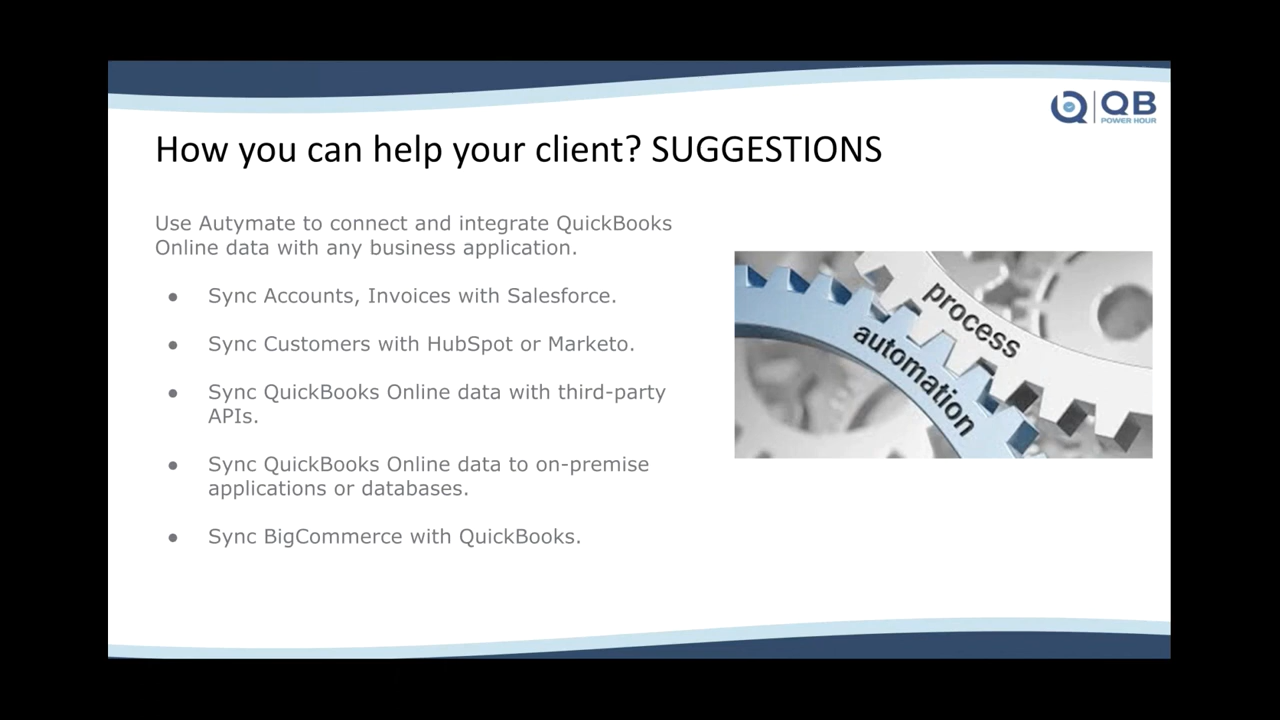 QB
POWER HOUR
How you can help your client? SUGGESTIONS
Use Autymate to connect and integrate QuickBooks
Online data with any business application.
● Sync Accounts, Invoices with Salesforce.
● Sync Customers with HubSpot or Marketo.
● Sync QuickBooks Online data with third-party
APIs.
● Sync QuickBooks Online data to on-premise
applications or databases.
● Sync BigCommerce with QuickBooks.
process
automation